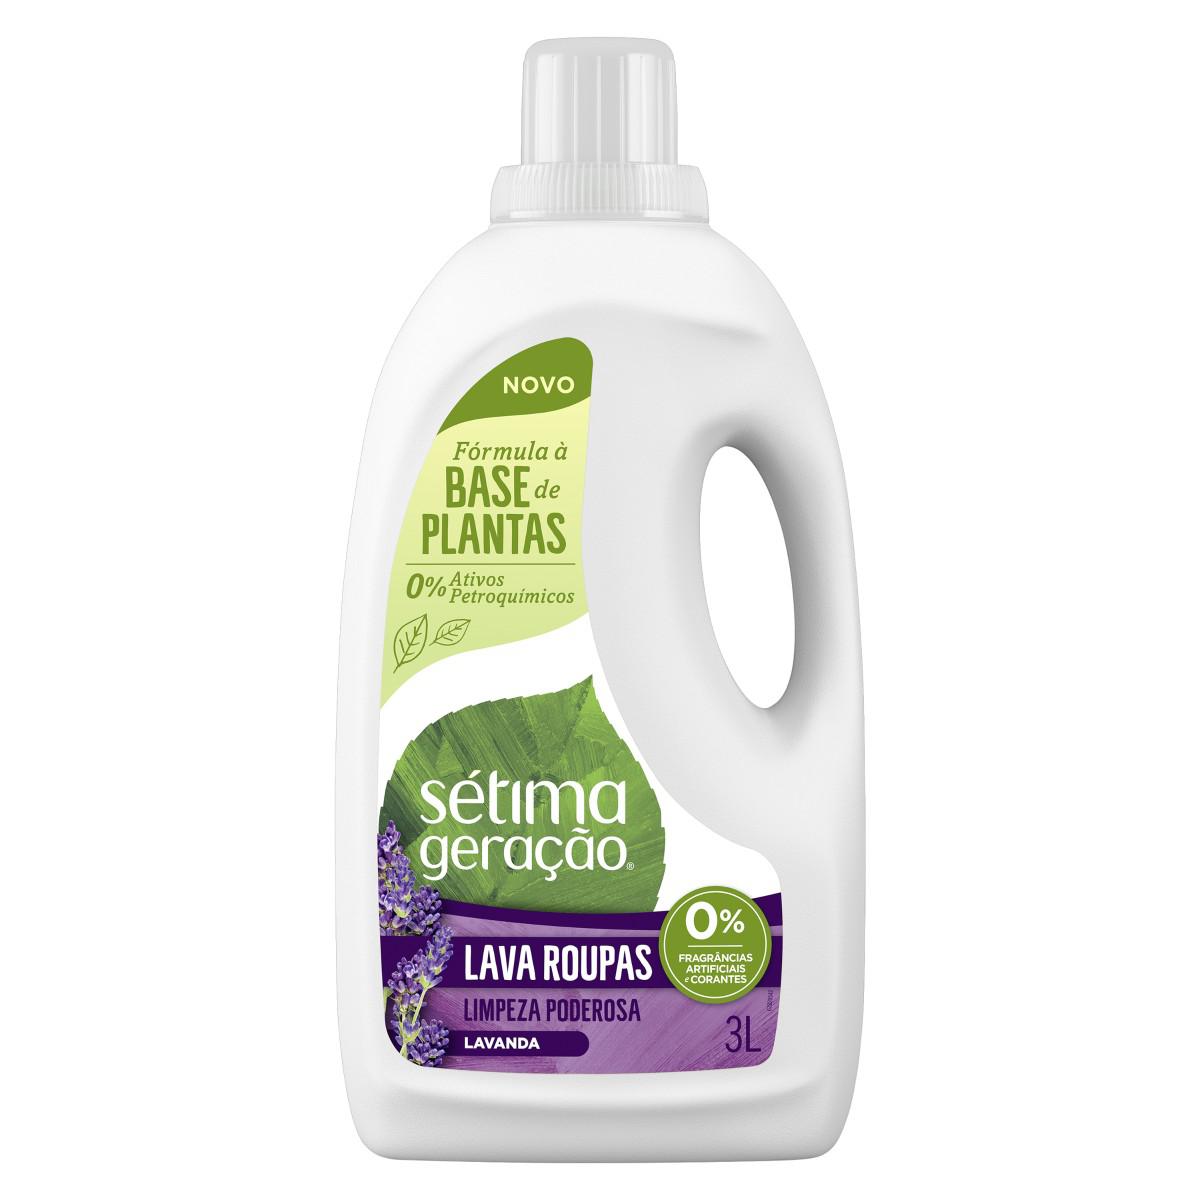 NOVO
Fórmula à
BASE de
PLANTAS
0% Ativos
Petroquímicos
sétima
geração®
LAVA ROUPAS
LIMPEZA PODEROSA
LAVANDA
0%
FRAGRÂNCIAS
ARTIFICIAIS
e CORANTES
3L